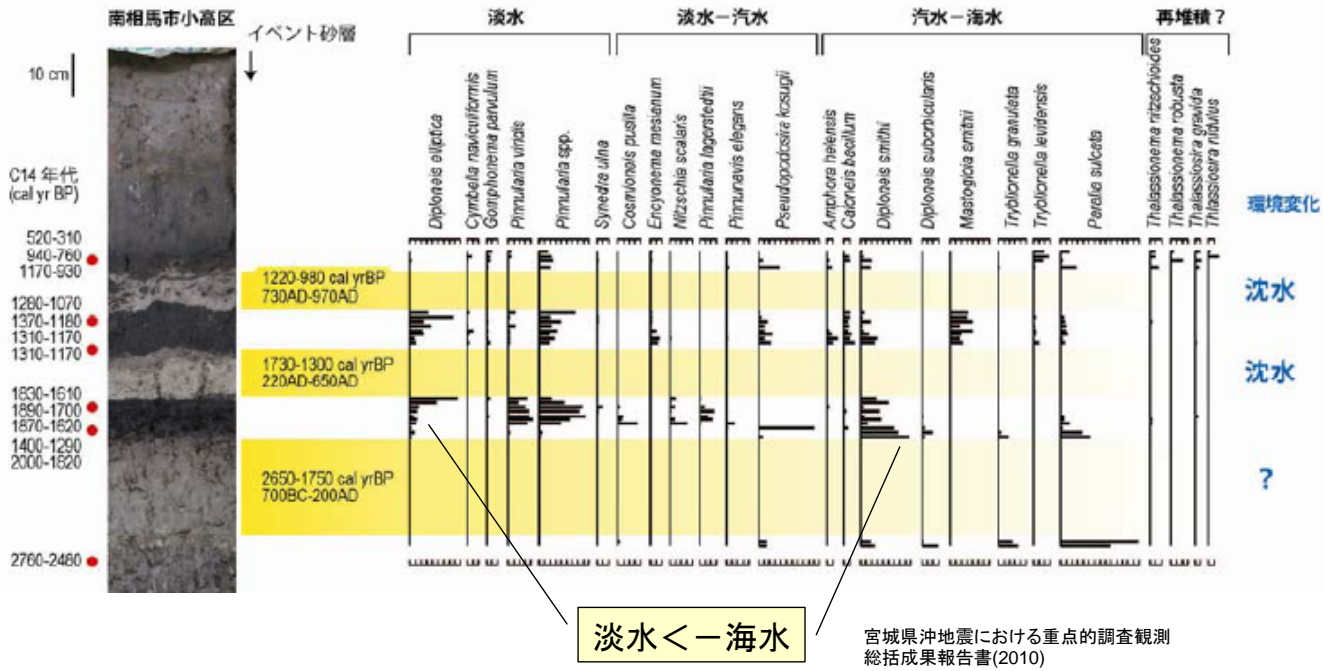 南相馬市小高区
イベント砂層
淡水
淡水－汽水
汽水－海水
再堆積？
10 cm
C14 年代
(cal yr BP)
Diploneis elliptica
Cymbella naviculiformis
Gomphonema parvulum
Pinnularia viridis
Pinnularia spp.
Synedra ulna
Cosmioneis pusilla
Encyonema mesianum
Nitzschia scalaris
Pinnularia lagerstedtii
Pinnunavis elegans
Pseudopodosira kosugii
Amphora helensis
Caloneis bacillum
Diploneis smithii
Diploneis suborbicularis
Mastogloia smithii
Tryblionella granulata
Tryblionella levidensis
Paralia sulcata
Thalassionema nitzschioides
Thalassionema robusta
Thalassiosira gravida
Thlassiosira nidulus
環境変化
520-310
940-760
1170-930
1280-1070
1370-1180
1310-1170
1310-1170
1830-1610
1890-1700
1870-1620
1400-1290
2000-1820
2760-2480
1220-980 cal yrBP
730AD-970AD
沈水
1730-1300 cal yrBP
220AD-650AD
沈水
2650-1750 cal yrBP
700BC-200AD
？
淡水＜－海水
宮城県沖地震における重点的調査観測
総括成果報告書(2010)